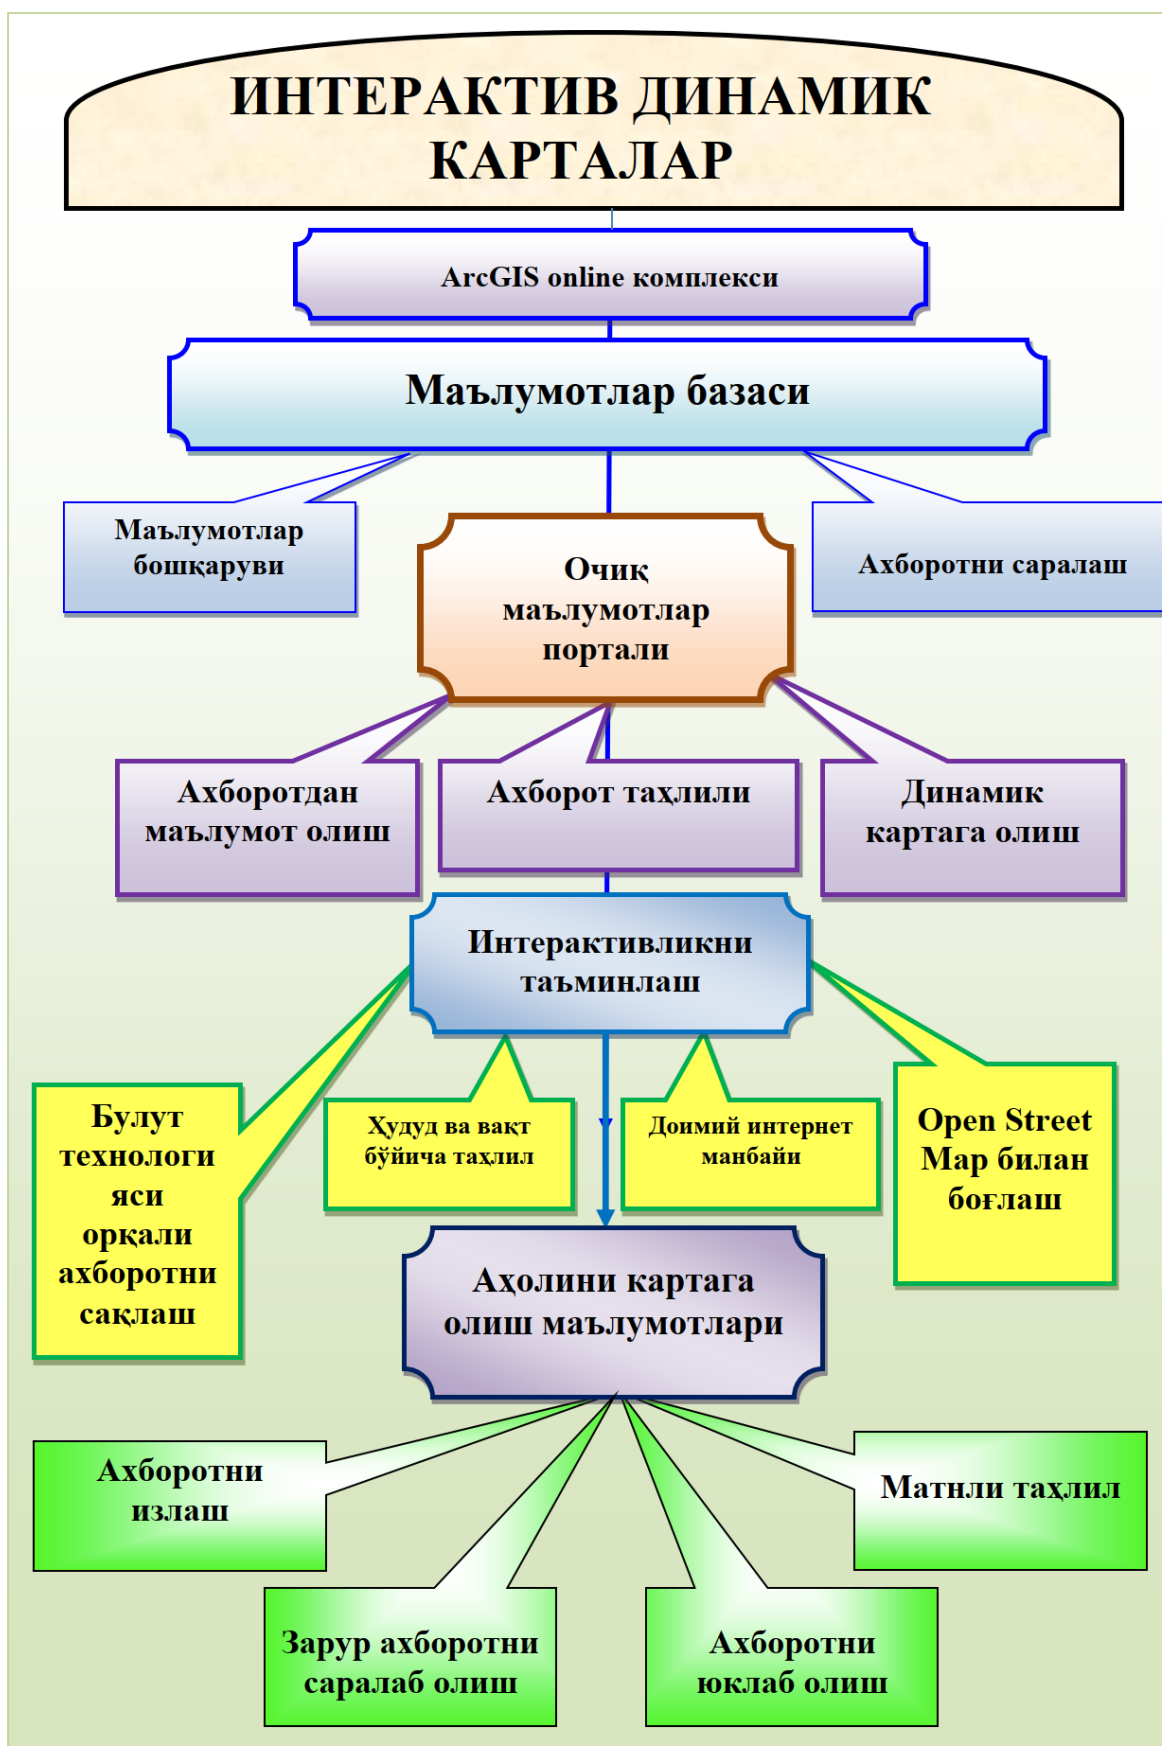 ИНТЕРАКТИВ ДИНАМИК
КАРТАЛАР
ArcGIS online комплекси
Маълумотлар базаси
Маълумотлар
бошқаруви
Очиқ
маълумотлар
портали
Ахборотни саралаш
Ахборотдан
маълумот олиш
Ахборот таҳлили
Динамик
картага олиш
Интерактивликни
таъминлаш
Булут
технологи
яси
орқали
ахборотни
сақлаш
Ҳудуд ва вақт
бўйича таҳлил
Доимий интернет
манбайи
Open Street
Мар билан
боғлаш
Аҳолини картага
олиш маълумотлари
Ахборотни
излаш
Матнли таҳлил
Зарур ахборотни
саралаб олиш
Ахборотни
юклаб олиш